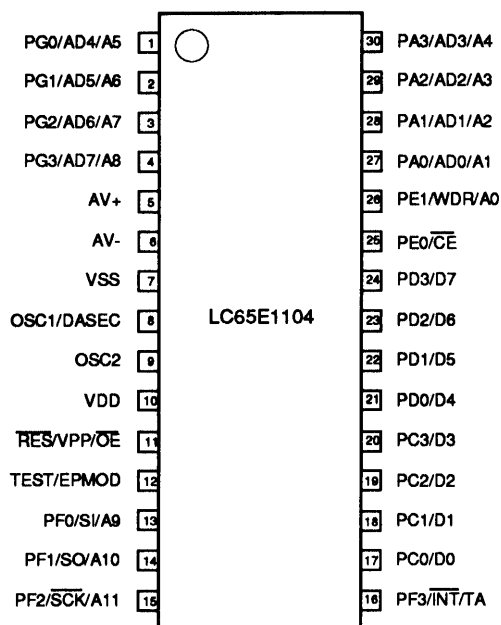 PG0/AD4/A5 1 30 PA3/AD3/A4
PG1/AD5/A6 2 29 PA2/AD2/A3
PG2/AD6/A7 3 28 PA1/AD1/A2
PG3/AD7/A8 4 27 PA0/AD0/A1
AV+ 5 26 PE1/WDR/A0
AV- 6 25 PE0/C̅E̅
VSS 7 24 PD3/D7
LC65E1104
OSC1/DASEC 8 23 PD2/D6
OSC2 9 22 PD1/D5
VDD 10 21 PD0/D4
R̅E̅S̅/VPP/O̅E̅ 11 20 PC3/D3
TEST/EPMOD 12 19 PC2/D2
PF0/SI/A9 13 18 PC1/D1
PF1/SO/A10 14 17 PC0/D0
PF2/S̅C̅K̅/A11 15 16 PF3/I̅N̅T̅/TA